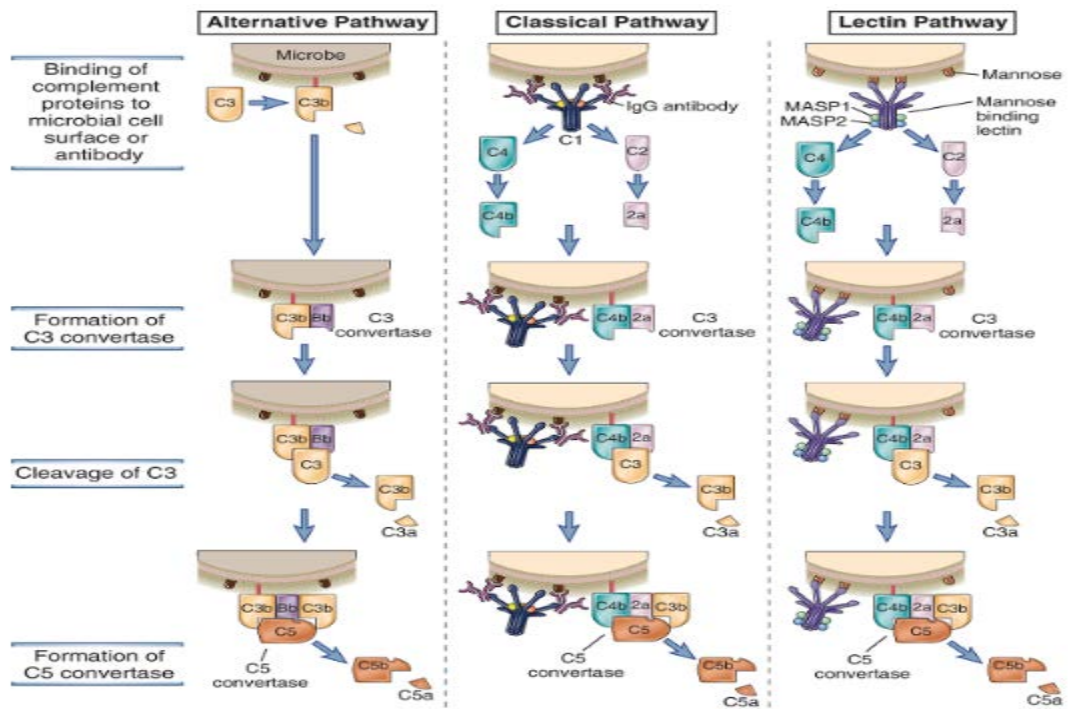 Alternative Pathway
Classical Pathway
Lectin Pathway
Binding of
complement
proteins to
microbial cell
surface or
antibody
Microbe
C3
C3b
IgG antibody
C1
C4
C2
C4b
2a
Mannose
MASP1
MASP2
Mannose
binding
lectin
C4
C2
C4b
2a
Formation of
C3 convertase
C3b
Bb
C3
convertase
C4b
2a
C3
convertase
C4b
2a
C3
convertase
Cleavage of C3
C3b
Bb
C3
C3b
C3a
C4b
2a
C3
C3b
C3a
C4b
2a
C3
C3b
C3a
Formation of
C5 convertase
C3b
Bb
C3b
C5
C5
convertase
C5b
C5a
C4b
2a
C3b
C5
C5
convertase
C5b
C5a
C4b
2a
C3b
C5
C5
convertase
C5b
C5a